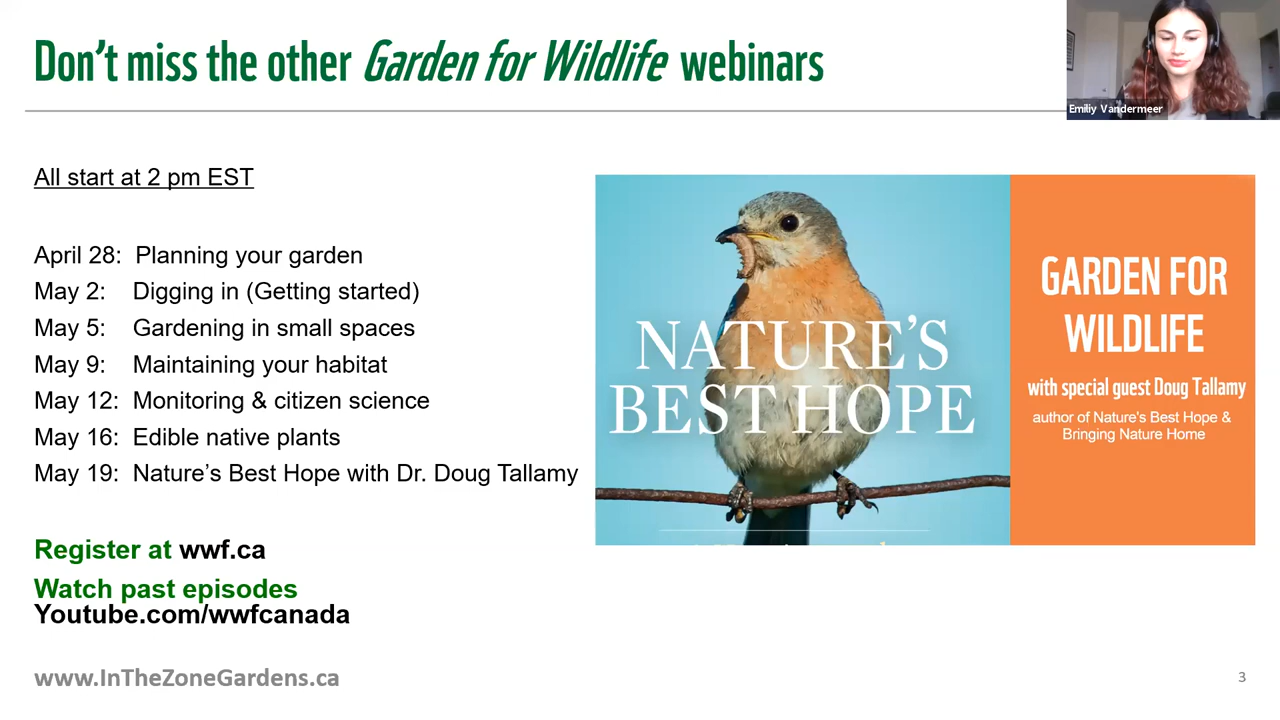 Don't miss the other Garden for Wildlife webinars
Emiliy Vandermeer
All start at 2 pm EST
April 28: Planning your garden
May 2: Digging in (Getting started)
May 5: Gardening in small spaces
May 9: Maintaining your habitat
May 12: Monitoring & citizen science
May 16: Edible native plants
May 19: Nature's Best Hope with Dr. Doug Tallamy
Register at wwf.ca
Watch past episodes
Youtube.com/wwfcanada
NATURE'S
BEST HOPE
GARDEN FOR
WILDLIFE
with special guest Doug Tallamy
author of Nature's Best Hope &
Bringing Nature Home
www.InTheZoneGardens.ca
3